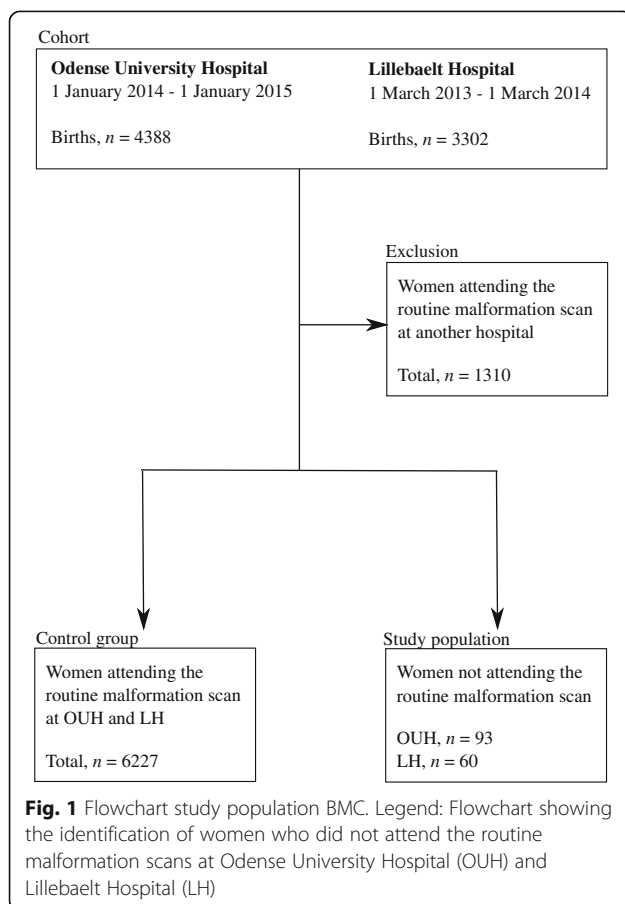 Cohort
Odense University Hospital
1 January 2014 - 1 January 2015
Births, n = 4388
Lillebaelt Hospital
1 March 2013 - 1 March 2014
Births, n = 3302
Exclusion
Women attending the
routine malformation scan
at another hospital
Total, n = 1310
Control group
Women attending the
routine malformation scan
at OUH and LH
Total, n = 6227
Study population
Women not attending the
routine malformation scan
OUH, n = 93
LH, n = 60
Fig. 1 Flowchart study population BMC. Legend: Flowchart showing
the identification of women who did not attend the routine
malformation scans at Odense University Hospital (OUH) and
Lillebaelt Hospital (LH)